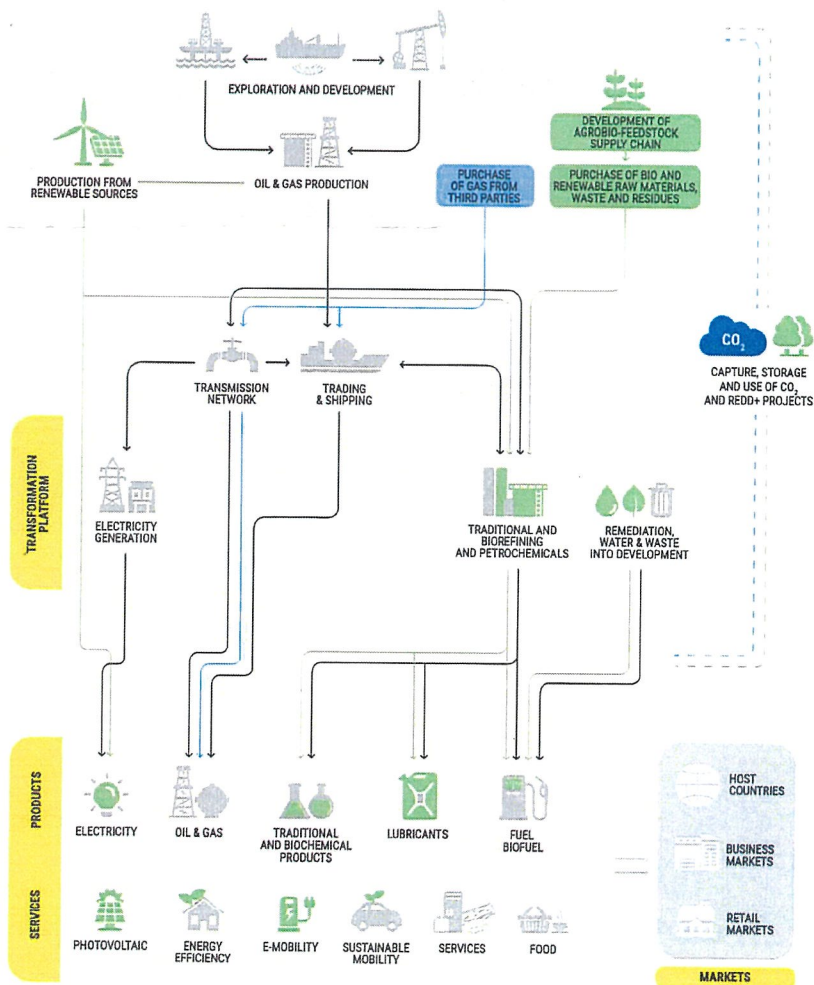 EXPLORATION AND DEVELOPMENT
DEVELOPMENT OF
AGROBIO-FEEDSTOCK
SUPPLY CHAIN
PRODUCTION FROM
RENEWABLE SOURCES
OIL & GAS PRODUCTION
PURCHASE
OF GAS FROM
THIRD PARTIES
PURCHASE OF BIO AND
RENEWABLE RAW MATERIALS,
WASTE AND RESIDUES
CO2
CAPTURE, STORAGE
AND USE OF CO2
AND REDD+ PROJECTS
TRANSMISSION
NETWORK
TRADING
& SHIPPING
TRANSFORMATION
PLATFORM
ELECTRICITY
GENERATION
TRADITIONAL AND
BIOREFINING
AND PETROCHEMICALS
REMEDIATION,
WATER & WASTE
INTO DEVELOPMENT
PRODUCTS
ELECTRICITY
OIL & GAS
TRADITIONAL
AND BIOCHEMICAL
PRODUCTS
LUBRICANTS
FUEL
BIOFUEL
SERVICES
PHOTOVOLTAIC
ENERGY
EFFICIENCY
E-MOBILITY
SUSTAINABLE
MOBILITY
SERVICES
FOOD
HOST
COUNTRIES
BUSINESS
MARKETS
RETAIL
MARKETS
MARKETS